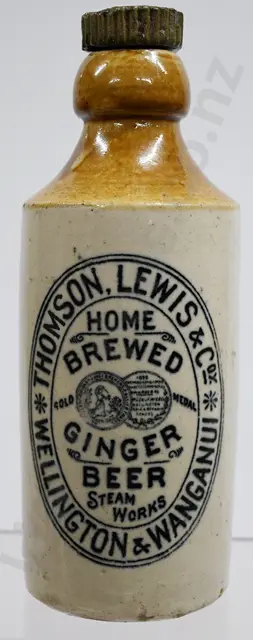 THOMSON, LEWIS & Co.
HOME
BREWED
GOLD MEDAL
GINGER
BEER
STEAM
WORKS
WELLINGTON & WANGANUI